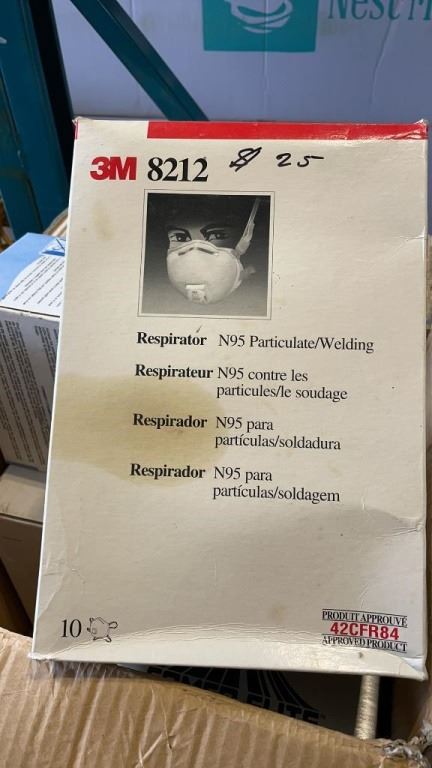 Nest
3M 8212 $ 25
Respirator N95 Particulate/Welding
Respirateur N95 contre les
particules/le soudage
Respirador N95 para
partículas/soldadura
Respirador N95 para
partículas/soldagem
10
PRODUIT APPROUVÉ
42CFR84
APPROVED PRODUCT